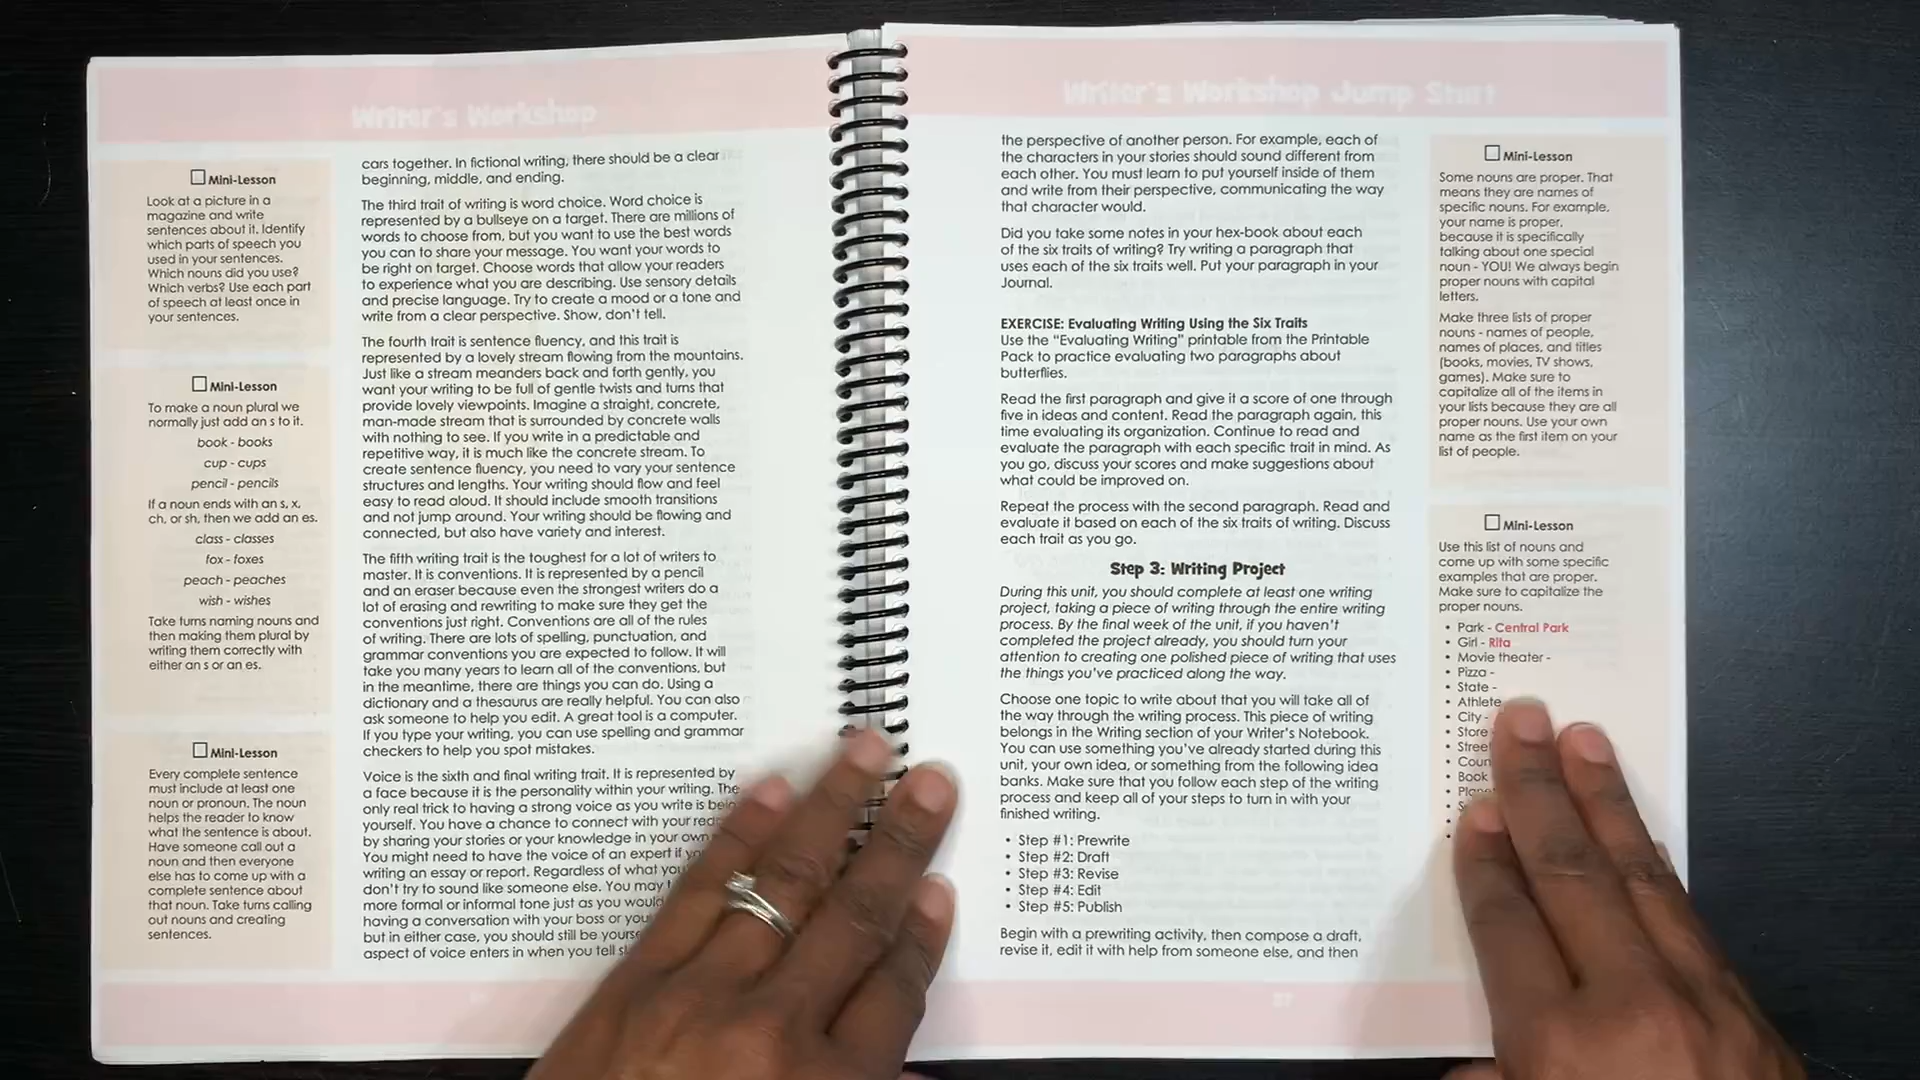 Writer's Workshop
Mini-Lesson
Look at a picture in a
magazine and write
sentences about it. Identify
which parts of speech you
used in your sentences.
Which nouns did you use?
Which verbs? Use each part
of speech at least once in
your sentences.
Mini-Lesson
To make a noun plural we
normally just add an s to it.
book - books
cup - cups
pencil - pencils
If a noun ends with an s, x,
ch, or sh, then we add an es.
class - classes
fox - foxes
peach - peaches
wish - wishes
Take turns naming nouns and
then making them plural by
writing them correctly with
either an s or an es.
Mini-Lesson
Every complete sentence
must include at least one
noun or pronoun. The noun
helps the reader to know
what the sentence is about.
Have someone call out a
noun and then everyone
else has to come up with a
complete sentence about
that noun. Take turns calling
out nouns and creating
sentences.
cars together. In fictional writing, there should be a clear
beginning, middle, and ending.
The third trait of writing is word choice. Word choice is
represented by a bullseye on a target. There are millions of
words to choose from, but you want to use the best words
you can to share your message. You want your words to
be right on target. Choose words that allow your readers
to experience what you are describing. Use sensory details
and precise language. Try to create a mood or a tone and
write from a clear perspective. Show, don't tell.
The fourth trait is sentence fluency, and this trait is
represented by a lovely stream flowing from the mountains.
Just like a stream meanders back and forth gently, you
want your writing to be full of gentle twists and turns that
provide lovely viewpoints. Imagine a straight, concrete,
man-made stream that is surrounded by concrete walls
with nothing to see. If you write in a predictable and
repetitive way, it is much like the concrete stream. To
create sentence fluency, you need to vary your sentence
structures and lengths. Your writing should flow and feel
easy to read aloud. It should include smooth transitions
and not jump around. Your writing should be flowing and
connected, but also have variety and interest.
The fifth writing trait is the toughest for a lot of writers to
master. It is conventions. It is represented by a pencil
and an eraser because even the strongest writers do a
lot of erasing and rewriting to make sure they get the
conventions just right. Conventions are all of the rules
of writing. There are lots of spelling, punctuation, and
grammar conventions you are expected to follow. It will
take you many years to learn all of the conventions, but
in the meantime, there are things you can do. Using a
dictionary and a thesaurus are really helpful. You can also
ask someone to help you edit. A great tool is a computer.
If you type your writing, you can use spelling and grammar
checkers to help you spot mistakes.
Voice is the sixth and final writing trait. It is represented by
a face because it is the personality within your writing. The
only real trick to having a strong voice as you write is being
yourself. You have a chance to connect with your
by sharing your stories or your knowledge in your own
You might need to have the voice of an expert if
writing an essay or report. Regardless of what
don't try to sound like someone else. You may
more formal or informal tone just as you would
having a conversation with your boss or
but in either case, you should still be
aspect of voice enters in when you tell
Writer's Workshop Jump Start
the perspective of another person. For example, each of
the characters in your stories should sound different from
each other. You must learn to put yourself inside of them
and write from their perspective, communicating the way
that character would.
Did you take some notes in your hex-book about each
of the six traits of writing? Try writing a paragraph that
uses each of the six traits well. Put your paragraph in your
Journal.
EXERCISE: Evaluating Writing Using the Six Traits
Use the "Evaluating Writing" printable from the Printable
Pack to practice evaluating two paragraphs about
butterflies.
Read the first paragraph and give it a score of one through
five in ideas and content. Read the paragraph again, this
time evaluating its organization. Continue to read and
evaluate the paragraph with each specific trait in mind. As
you go, discuss your scores and make suggestions about
what could be improved on.
Repeat the process with the second paragraph. Read and
evaluate it based on each of the six traits of writing. Discuss
each trait as you go.
Step 3: Writing Project
During this unit, you should complete at least one writing
project, taking a piece of writing through the entire writing
process. By the final week of the unit, if you haven't
completed the project already, you should turn your
attention to creating one polished piece of writing that uses
the things you've practiced along the way.
Choose one topic to write about that you will take all of
the way through the writing process. This piece of writing
belongs in the Writing section of your Writer's Notebook.
You can use something you've already started during this
unit, your own idea, or something from the following idea
banks. Make sure that you follow each step of the writing
process and keep all of your steps to turn in with your
finished writing.
• Step #1: Prewrite
• Step #2: Draft
• Step #3: Revise
• Step #4: Edit
• Step #5: Publish
Begin with a prewriting activity, then compose a draft,
revise it, edit it with help from someone else, and then
Mini-Lesson
Some nouns are proper. That
means they are names of
specific nouns. For example,
your name is proper,
because it is specifically
talking about one special
noun - YOU! We always begin
proper nouns with capital
letters.
Make three lists of proper
nouns - names of people,
names of places, and titles
(books, movies, TV shows,
games). Make sure to
capitalize all of the items in
your lists because they are all
proper nouns. Use your own
name as the first item on your
list of people.
Mini-Lesson
Use this list of nouns and
come up with some specific
examples that are proper.
Make sure to capitalize the
proper nouns.
• Park - Central Park
• Girl - Rita
• Movie theater -
• Pizza -
• State -
• Athlete
• City -
• Store
• Street
• Coun
• Book